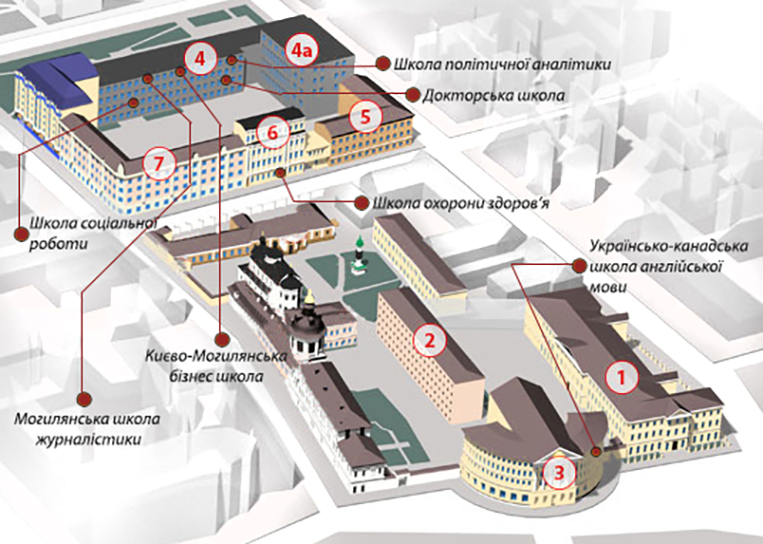 4
4а
Школа політичної аналітики
Докторська школа
5
6
7
Школа охорони здоров'я
Школа соціальної
роботи
Українсько-канадська
школа англійської
мови
2
1
Києво-Могилянська
бізнес школа
Могилянська школа
журналістики
3